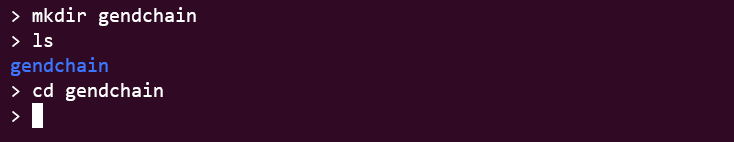 > mkdir gendchain
> ls
gendchain
> cd gendchain
>